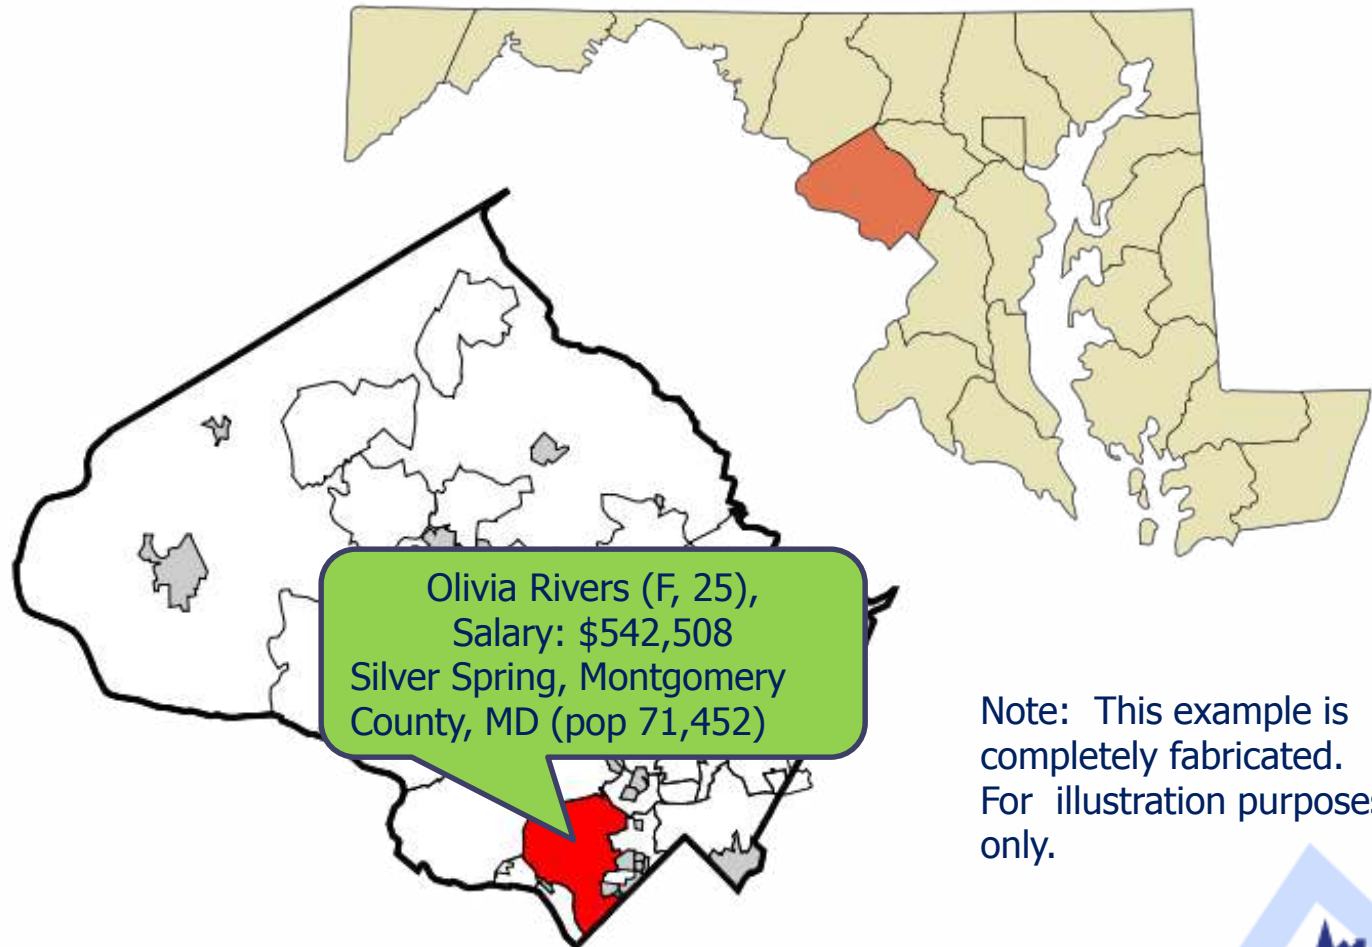 Olivia Rivers (F, 25),
Salary: $542,508
Silver Spring, Montgomery
County, MD (pop 71,452)
Note: This example is
completely fabricated.
For illustration purposes
only.